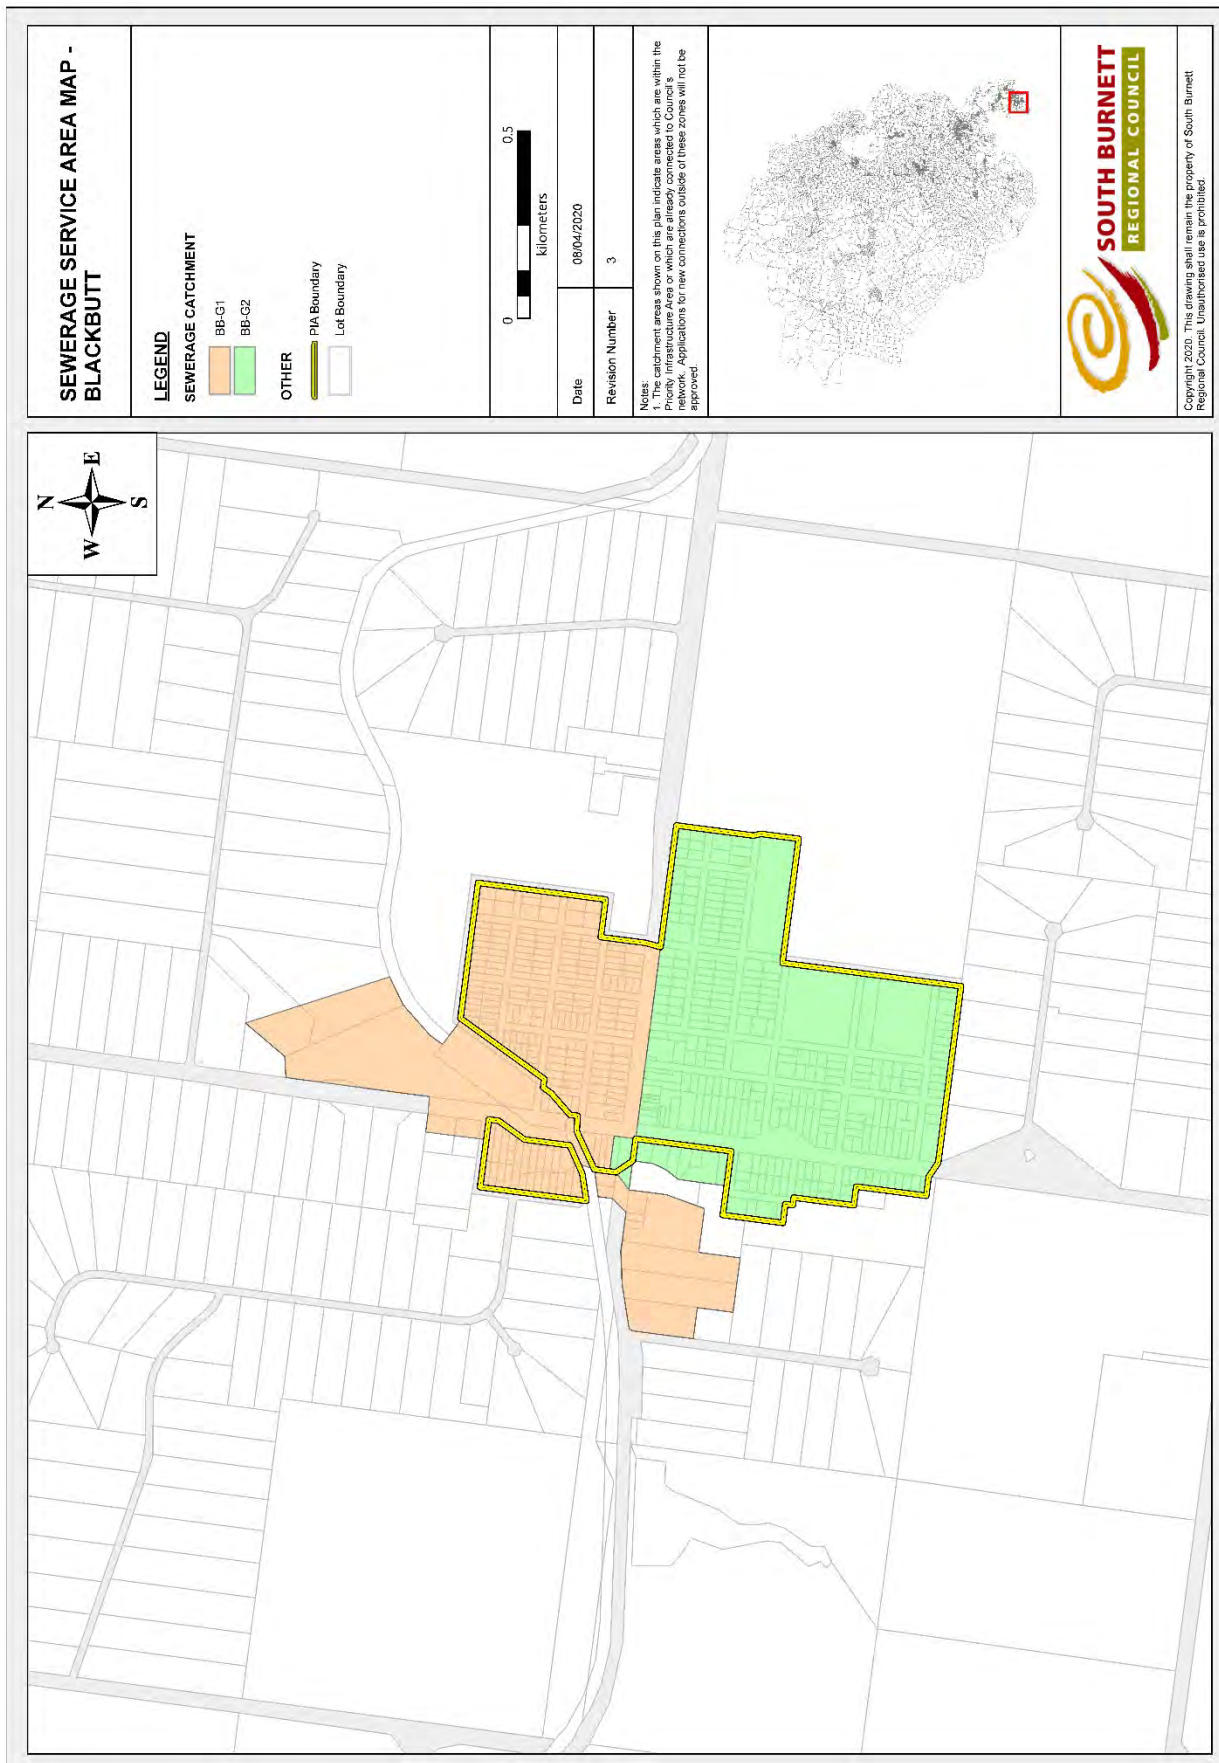 SEWERAGE SERVICE AREA MAP -
BLACKBUTT
LEGEND
SEWERAGE CATCHMENT
BB-G1
BB-G2
OTHER
PIA Boundary
Lot Boundary
0 0.5
kilometers
Date 08/04/2020
Revision Number 3
Notes:
1. The catchment areas shown on this plan indicate areas which are within the
Priority Infrastructure Area or which are already connected to Council's
network. Applications for new connections outside of these zones will not be
approved.
SOUTH BURNETT
REGIONAL COUNCIL
Copyright 2020. This drawing shall remain the property of South Burnett
Regional Council. Unauthorised use is prohibited.
N
W E
S